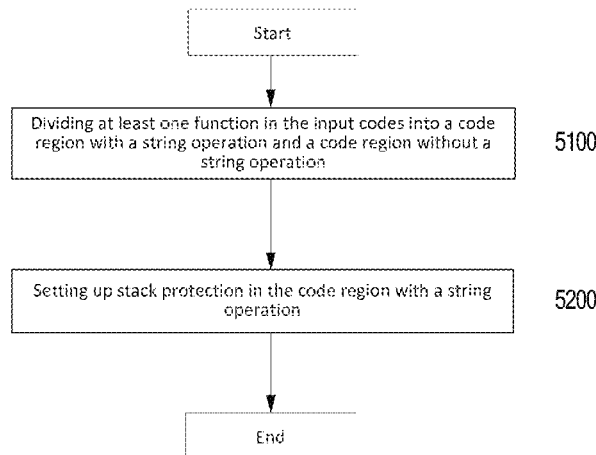 Start
Dividing at least one function in the input codes into a code
region with a string operation and a code region without a
string operation
5100
Setting up stack protection in the code region with a string
operation
5200
End